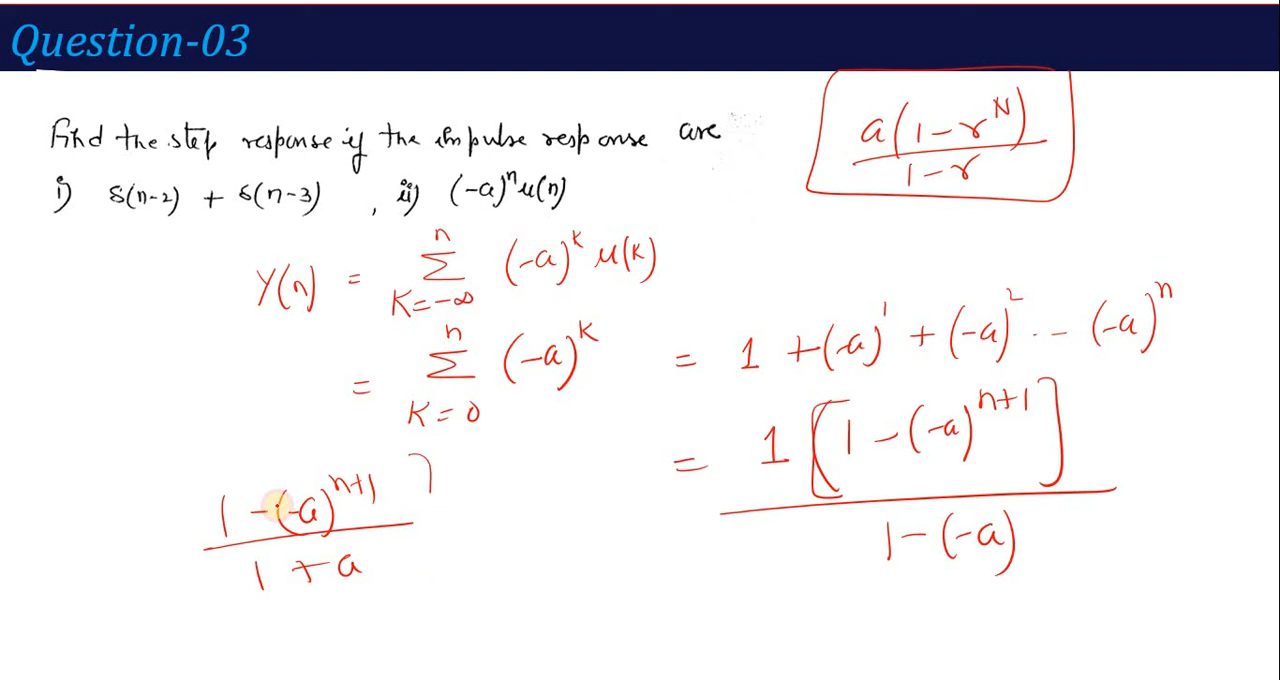 Question-03
Find the step response if the impulse response are
i) δ(n-2) + δ(n-3) , ii) (-a)ⁿu(n)
a(1-r^N) / 1-r
Y(n) = Σ_{K=-∞}^{n} (-a)^K u(K)
= Σ_{K=0}^{n} (-a)^K = 1 + (-a)^1 + (-a)^2 - - - (-a)^n
= 1 [1 - (-a)^{n+1}] / 1-(-a)
1 - (-a)^{n+1} ] / 1 + a